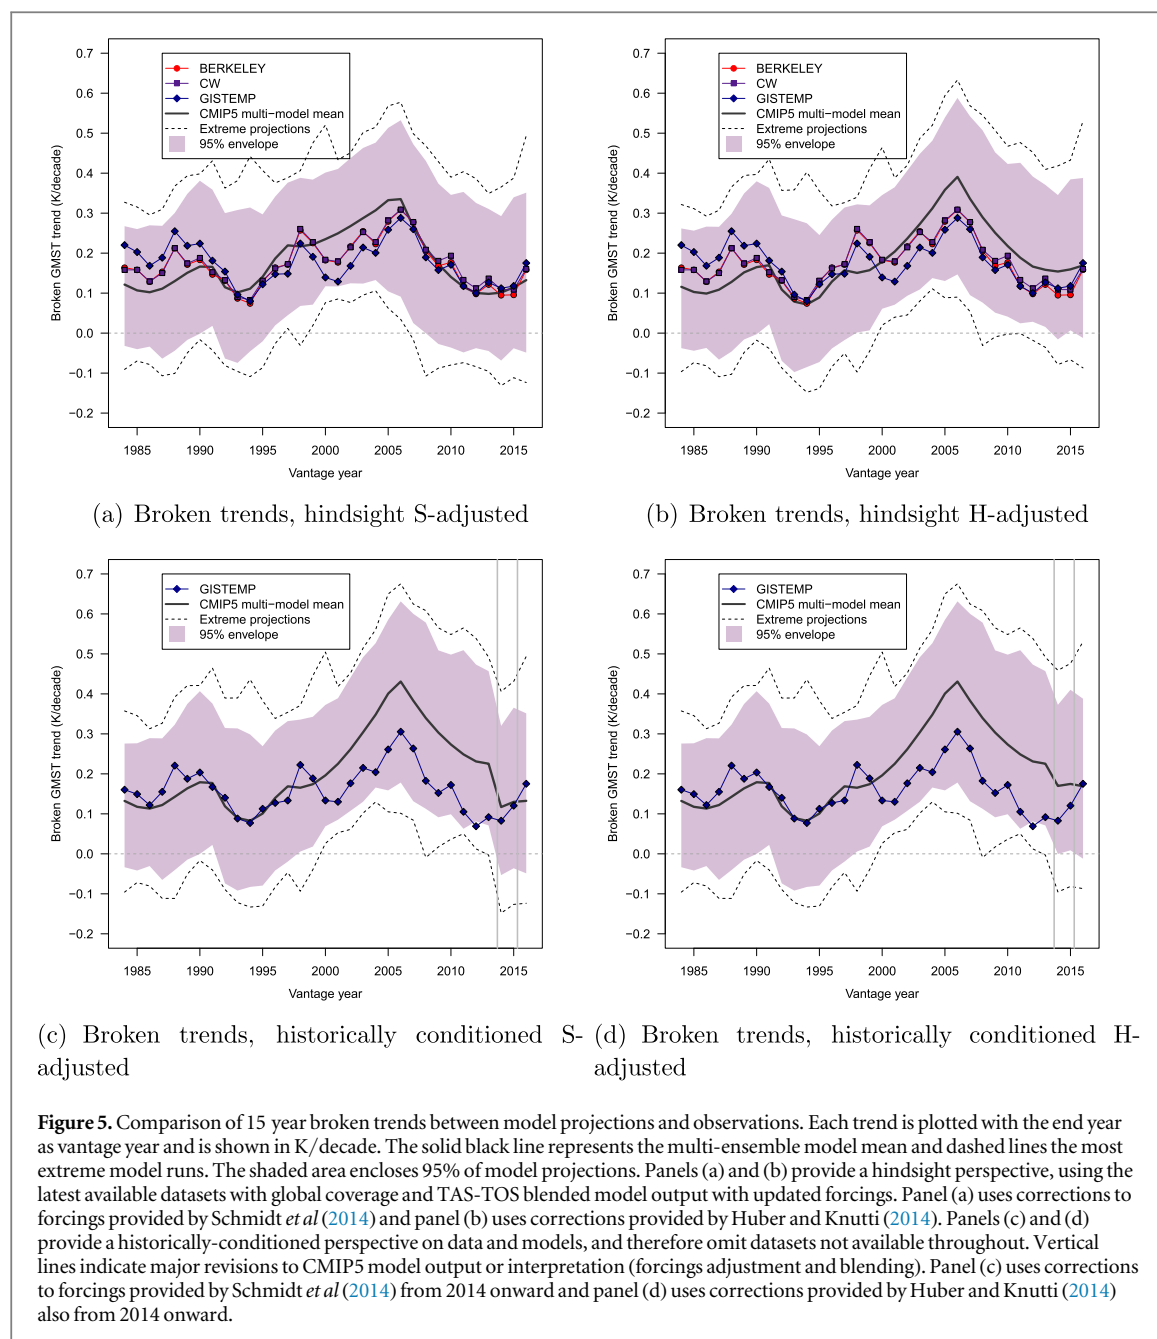 0.7
0.6
0.5
0.4
0.3
0.2
0.1
0.0
−0.1
−0.2
Broken GMST trend (K/decade)
BERKELEY
CW
GISTEMP
CMIP5 multi−model mean
Extreme projections
95% envelope
1985 1990 1995 2000 2005 2010 2015
Vantage year
(a) Broken trends, hindsight S-adjusted
0.7
0.6
0.5
0.4
0.3
0.2
0.1
0.0
−0.1
−0.2
Broken GMST trend (K/decade)
BERKELEY
CW
GISTEMP
CMIP5 multi−model mean
Extreme projections
95% envelope
1985 1990 1995 2000 2005 2010 2015
Vantage year
(b) Broken trends, hindsight H-adjusted
0.7
0.6
0.5
0.4
0.3
0.2
0.1
0.0
−0.1
−0.2
Broken GMST trend (K/decade)
GISTEMP
CMIP5 multi−model mean
Extreme projections
95% envelope
1985 1990 1995 2000 2005 2010 2015
Vantage year
(c) Broken trends, historically conditioned S-
adjusted
0.7
0.6
0.5
0.4
0.3
0.2
0.1
0.0
−0.1
−0.2
Broken GMST trend (K/decade)
GISTEMP
CMIP5 multi−model mean
Extreme projections
95% envelope
1985 1990 1995 2000 2005 2010 2015
Vantage year
(d) Broken trends, historically conditioned H-
adjusted
Figure 5. Comparison of 15 year broken trends between model projections and observations. Each trend is plotted with the end year
as vantage year and is shown in K/decade. The solid black line represents the multi-ensemble model mean and dashed lines the most
extreme model runs. The shaded area encloses 95% of model projections. Panels (a) and (b) provide a hindsight perspective, using the
latest available datasets with global coverage and TAS-TOS blended model output with updated forcings. Panel (a) uses corrections to
forcings provided by Schmidt et al (2014) and panel (b) uses corrections provided by Huber and Knutti (2014). Panels (c) and (d)
provide a historically-conditioned perspective on data and models, and therefore omit datasets not available throughout. Vertical
lines indicate major revisions to CMIP5 model output or interpretation (forcings adjustment and blending). Panel (c) uses corrections
to forcings provided by Schmidt et al (2014) from 2014 onward and panel (d) uses corrections provided by Huber and Knutti (2014)
also from 2014 onward.